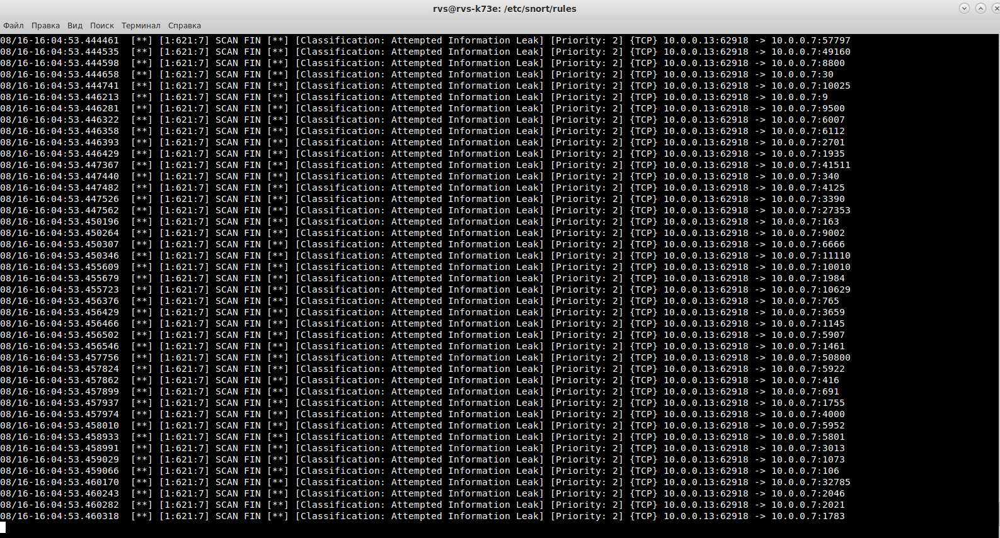 rvs@rvs-k73e: /etc/snort/rules
Файл Правка Вид Поиск Терминал Справка
08/16-16:04:53.444461  [**] [1:621:7] SCAN FIN [**] [Classification: Attempted Information Leak] [Priority: 2] {TCP} 10.0.0.13:62918 -> 10.0.0.7:57797
08/16-16:04:53.444535  [**] [1:621:7] SCAN FIN [**] [Classification: Attempted Information Leak] [Priority: 2] {TCP} 10.0.0.13:62918 -> 10.0.0.7:49160
08/16-16:04:53.444598  [**] [1:621:7] SCAN FIN [**] [Classification: Attempted Information Leak] [Priority: 2] {TCP} 10.0.0.13:62918 -> 10.0.0.7:8800
08/16-16:04:53.444658  [**] [1:621:7] SCAN FIN [**] [Classification: Attempted Information Leak] [Priority: 2] {TCP} 10.0.0.13:62918 -> 10.0.0.7:30
08/16-16:04:53.444741  [**] [1:621:7] SCAN FIN [**] [Classification: Attempted Information Leak] [Priority: 2] {TCP} 10.0.0.13:62918 -> 10.0.0.7:10025
08/16-16:04:53.446213  [**] [1:621:7] SCAN FIN [**] [Classification: Attempted Information Leak] [Priority: 2] {TCP} 10.0.0.13:62918 -> 10.0.0.7:9
08/16-16:04:53.446281  [**] [1:621:7] SCAN FIN [**] [Classification: Attempted Information Leak] [Priority: 2] {TCP} 10.0.0.13:62918 -> 10.0.0.7:9500
08/16-16:04:53.446322  [**] [1:621:7] SCAN FIN [**] [Classification: Attempted Information Leak] [Priority: 2] {TCP} 10.0.0.13:62918 -> 10.0.0.7:6007
08/16-16:04:53.446358  [**] [1:621:7] SCAN FIN [**] [Classification: Attempted Information Leak] [Priority: 2] {TCP} 10.0.0.13:62918 -> 10.0.0.7:6112
08/16-16:04:53.446393  [**] [1:621:7] SCAN FIN [**] [Classification: Attempted Information Leak] [Priority: 2] {TCP} 10.0.0.13:62918 -> 10.0.0.7:2701
08/16-16:04:53.446429  [**] [1:621:7] SCAN FIN [**] [Classification: Attempted Information Leak] [Priority: 2] {TCP} 10.0.0.13:62918 -> 10.0.0.7:1935
08/16-16:04:53.447367  [**] [1:621:7] SCAN FIN [**] [Classification: Attempted Information Leak] [Priority: 2] {TCP} 10.0.0.13:62918 -> 10.0.0.7:41511
08/16-16:04:53.447440  [**] [1:621:7] SCAN FIN [**] [Classification: Attempted Information Leak] [Priority: 2] {TCP} 10.0.0.13:62918 -> 10.0.0.7:340
08/16-16:04:53.447482  [**] [1:621:7] SCAN FIN [**] [Classification: Attempted Information Leak] [Priority: 2] {TCP} 10.0.0.13:62918 -> 10.0.0.7:4125
08/16-16:04:53.447526  [**] [1:621:7] SCAN FIN [**] [Classification: Attempted Information Leak] [Priority: 2] {TCP} 10.0.0.13:62918 -> 10.0.0.7:3390
08/16-16:04:53.447562  [**] [1:621:7] SCAN FIN [**] [Classification: Attempted Information Leak] [Priority: 2] {TCP} 10.0.0.13:62918 -> 10.0.0.7:27353
08/16-16:04:53.450196  [**] [1:621:7] SCAN FIN [**] [Classification: Attempted Information Leak] [Priority: 2] {TCP} 10.0.0.13:62918 -> 10.0.0.7:163
08/16-16:04:53.450264  [**] [1:621:7] SCAN FIN [**] [Classification: Attempted Information Leak] [Priority: 2] {TCP} 10.0.0.13:62918 -> 10.0.0.7:9002
08/16-16:04:53.450307  [**] [1:621:7] SCAN FIN [**] [Classification: Attempted Information Leak] [Priority: 2] {TCP} 10.0.0.13:62918 -> 10.0.0.7:6666
08/16-16:04:53.450346  [**] [1:621:7] SCAN FIN [**] [Classification: Attempted Information Leak] [Priority: 2] {TCP} 10.0.0.13:62918 -> 10.0.0.7:11110
08/16-16:04:53.455609  [**] [1:621:7] SCAN FIN [**] [Classification: Attempted Information Leak] [Priority: 2] {TCP} 10.0.0.13:62918 -> 10.0.0.7:10010
08/16-16:04:53.455679  [**] [1:621:7] SCAN FIN [**] [Classification: Attempted Information Leak] [Priority: 2] {TCP} 10.0.0.13:62918 -> 10.0.0.7:1984
08/16-16:04:53.455723  [**] [1:621:7] SCAN FIN [**] [Classification: Attempted Information Leak] [Priority: 2] {TCP} 10.0.0.13:62918 -> 10.0.0.7:10629
08/16-16:04:53.456376  [**] [1:621:7] SCAN FIN [**] [Classification: Attempted Information Leak] [Priority: 2] {TCP} 10.0.0.13:62918 -> 10.0.0.7:765
08/16-16:04:53.456429  [**] [1:621:7] SCAN FIN [**] [Classification: Attempted Information Leak] [Priority: 2] {TCP} 10.0.0.13:62918 -> 10.0.0.7:3659
08/16-16:04:53.456466  [**] [1:621:7] SCAN FIN [**] [Classification: Attempted Information Leak] [Priority: 2] {TCP} 10.0.0.13:62918 -> 10.0.0.7:1145
08/16-16:04:53.456502  [**] [1:621:7] SCAN FIN [**] [Classification: Attempted Information Leak] [Priority: 2] {TCP} 10.0.0.13:62918 -> 10.0.0.7:5907
08/16-16:04:53.456546  [**] [1:621:7] SCAN FIN [**] [Classification: Attempted Information Leak] [Priority: 2] {TCP} 10.0.0.13:62918 -> 10.0.0.7:1461
08/16-16:04:53.457756  [**] [1:621:7] SCAN FIN [**] [Classification: Attempted Information Leak] [Priority: 2] {TCP} 10.0.0.13:62918 -> 10.0.0.7:50800
08/16-16:04:53.457824  [**] [1:621:7] SCAN FIN [**] [Classification: Attempted Information Leak] [Priority: 2] {TCP} 10.0.0.13:62918 -> 10.0.0.7:5922
08/16-16:04:53.457862  [**] [1:621:7] SCAN FIN [**] [Classification: Attempted Information Leak] [Priority: 2] {TCP} 10.0.0.13:62918 -> 10.0.0.7:416
08/16-16:04:53.457899  [**] [1:621:7] SCAN FIN [**] [Classification: Attempted Information Leak] [Priority: 2] {TCP} 10.0.0.13:62918 -> 10.0.0.7:691
08/16-16:04:53.457937  [**] [1:621:7] SCAN FIN [**] [Classification: Attempted Information Leak] [Priority: 2] {TCP} 10.0.0.13:62918 -> 10.0.0.7:1755
08/16-16:04:53.457974  [**] [1:621:7] SCAN FIN [**] [Classification: Attempted Information Leak] [Priority: 2] {TCP} 10.0.0.13:62918 -> 10.0.0.7:4000
08/16-16:04:53.458010  [**] [1:621:7] SCAN FIN [**] [Classification: Attempted Information Leak] [Priority: 2] {TCP} 10.0.0.13:62918 -> 10.0.0.7:5952
08/16-16:04:53.458933  [**] [1:621:7] SCAN FIN [**] [Classification: Attempted Information Leak] [Priority: 2] {TCP} 10.0.0.13:62918 -> 10.0.0.7:5801
08/16-16:04:53.458991  [**] [1:621:7] SCAN FIN [**] [Classification: Attempted Information Leak] [Priority: 2] {TCP} 10.0.0.13:62918 -> 10.0.0.7:3013
08/16-16:04:53.459029  [**] [1:621:7] SCAN FIN [**] [Classification: Attempted Information Leak] [Priority: 2] {TCP} 10.0.0.13:62918 -> 10.0.0.7:1073
08/16-16:04:53.459066  [**] [1:621:7] SCAN FIN [**] [Classification: Attempted Information Leak] [Priority: 2] {TCP} 10.0.0.13:62918 -> 10.0.0.7:106
08/16-16:04:53.460170  [**] [1:621:7] SCAN FIN [**] [Classification: Attempted Information Leak] [Priority: 2] {TCP} 10.0.0.13:62918 -> 10.0.0.7:32785
08/16-16:04:53.460243  [**] [1:621:7] SCAN FIN [**] [Classification: Attempted Information Leak] [Priority: 2] {TCP} 10.0.0.13:62918 -> 10.0.0.7:2046
08/16-16:04:53.460282  [**] [1:621:7] SCAN FIN [**] [Classification: Attempted Information Leak] [Priority: 2] {TCP} 10.0.0.13:62918 -> 10.0.0.7:2021
08/16-16:04:53.460318  [**] [1:621:7] SCAN FIN [**] [Classification: Attempted Information Leak] [Priority: 2] {TCP} 10.0.0.13:62918 -> 10.0.0.7:1783